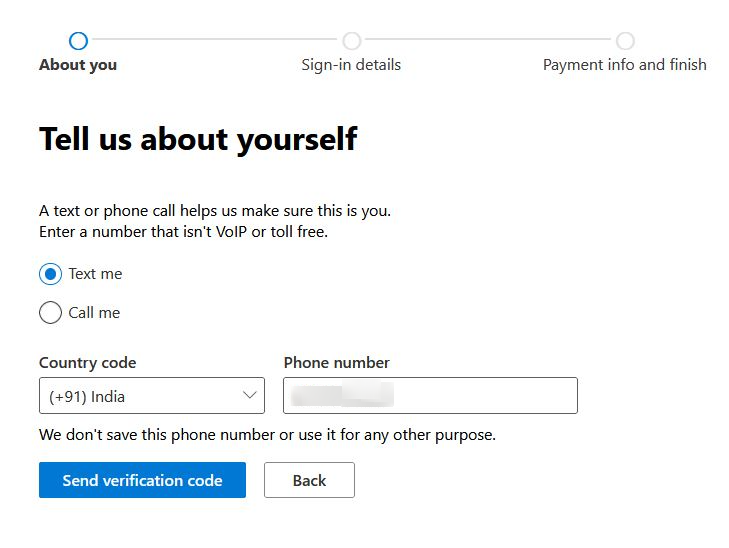 About you
Sign-in details
Payment info and finish
Tell us about yourself
A text or phone call helps us make sure this is you.
Enter a number that isn't VoIP or toll free.
Text me
Call me
Country code
Phone number
(+91) India
We don't save this phone number or use it for any other purpose.
Send verification code
Back